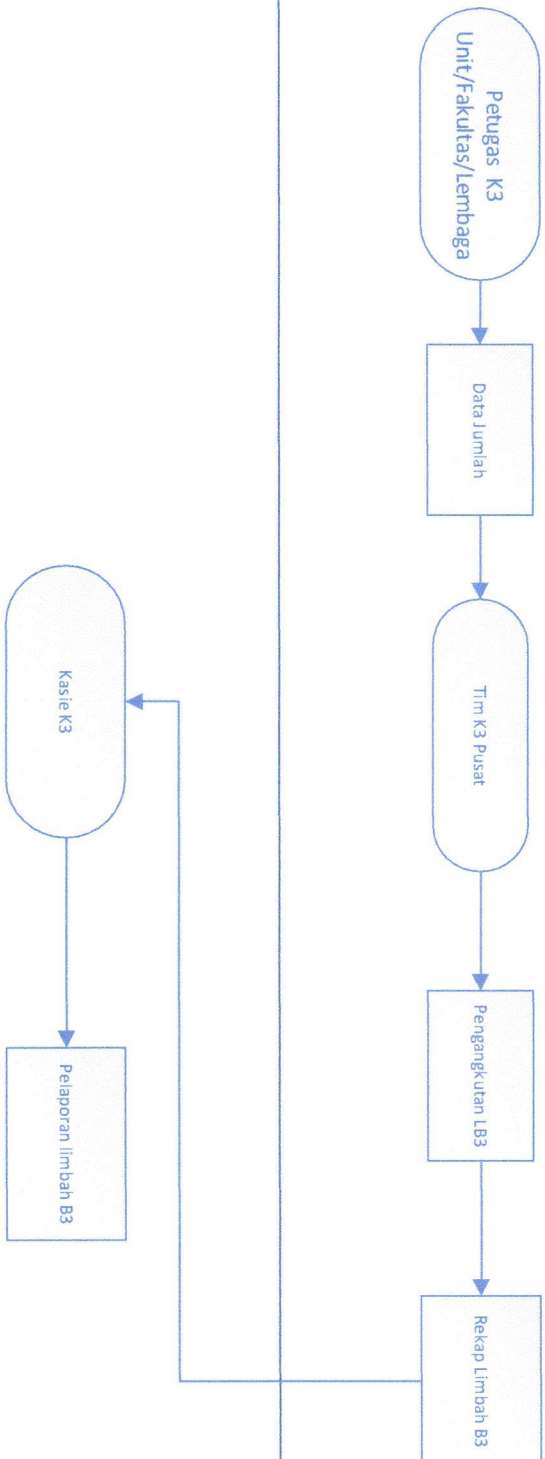 Petugas K3
Unit/Fakultas/Lembaga
Data Jumlah
Tim K3 Pusat
Pengangkutan LB3
Rekap Limbah B3
Kasie K3
Pelaporan limbah B3